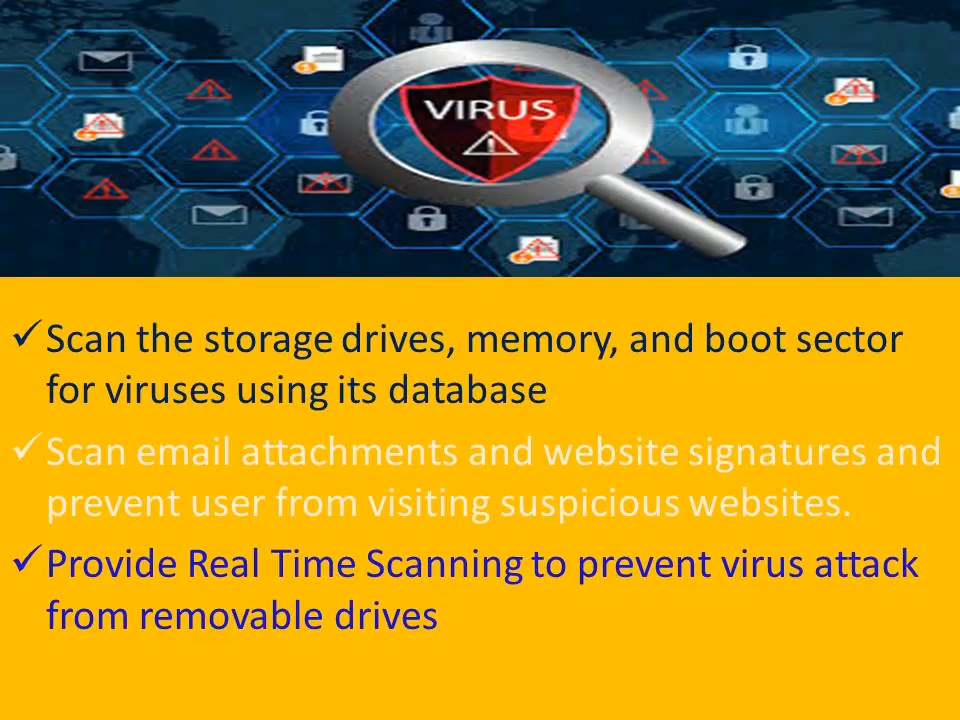 VIRUS
✓Scan the storage drives, memory, and boot sector
for viruses using its database
✓Scan email attachments and website signatures and
prevent user from visiting suspicious websites.
✓Provide Real Time Scanning to prevent virus attack
from removable drives